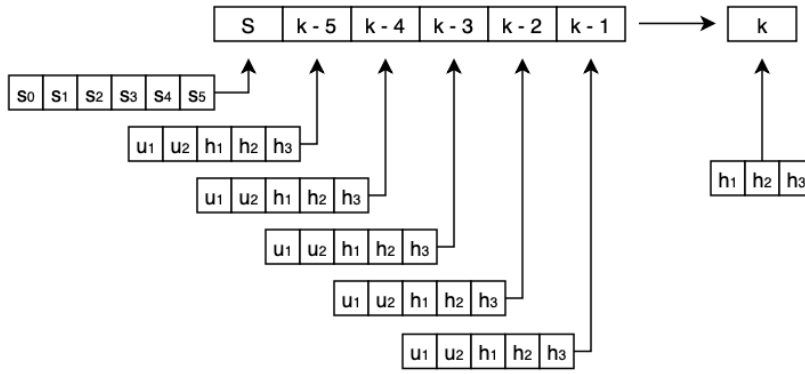 S k - 5 k - 4 k - 3 k - 2 k - 1 k
s₀ s₁ s₂ s₃ s₄ s₅
u₁ u₂ h₁ h₂ h₃
u₁ u₂ h₁ h₂ h₃ h₁ h₂ h₃
u₁ u₂ h₁ h₂ h₃
u₁ u₂ h₁ h₂ h₃
u₁ u₂ h₁ h₂ h₃